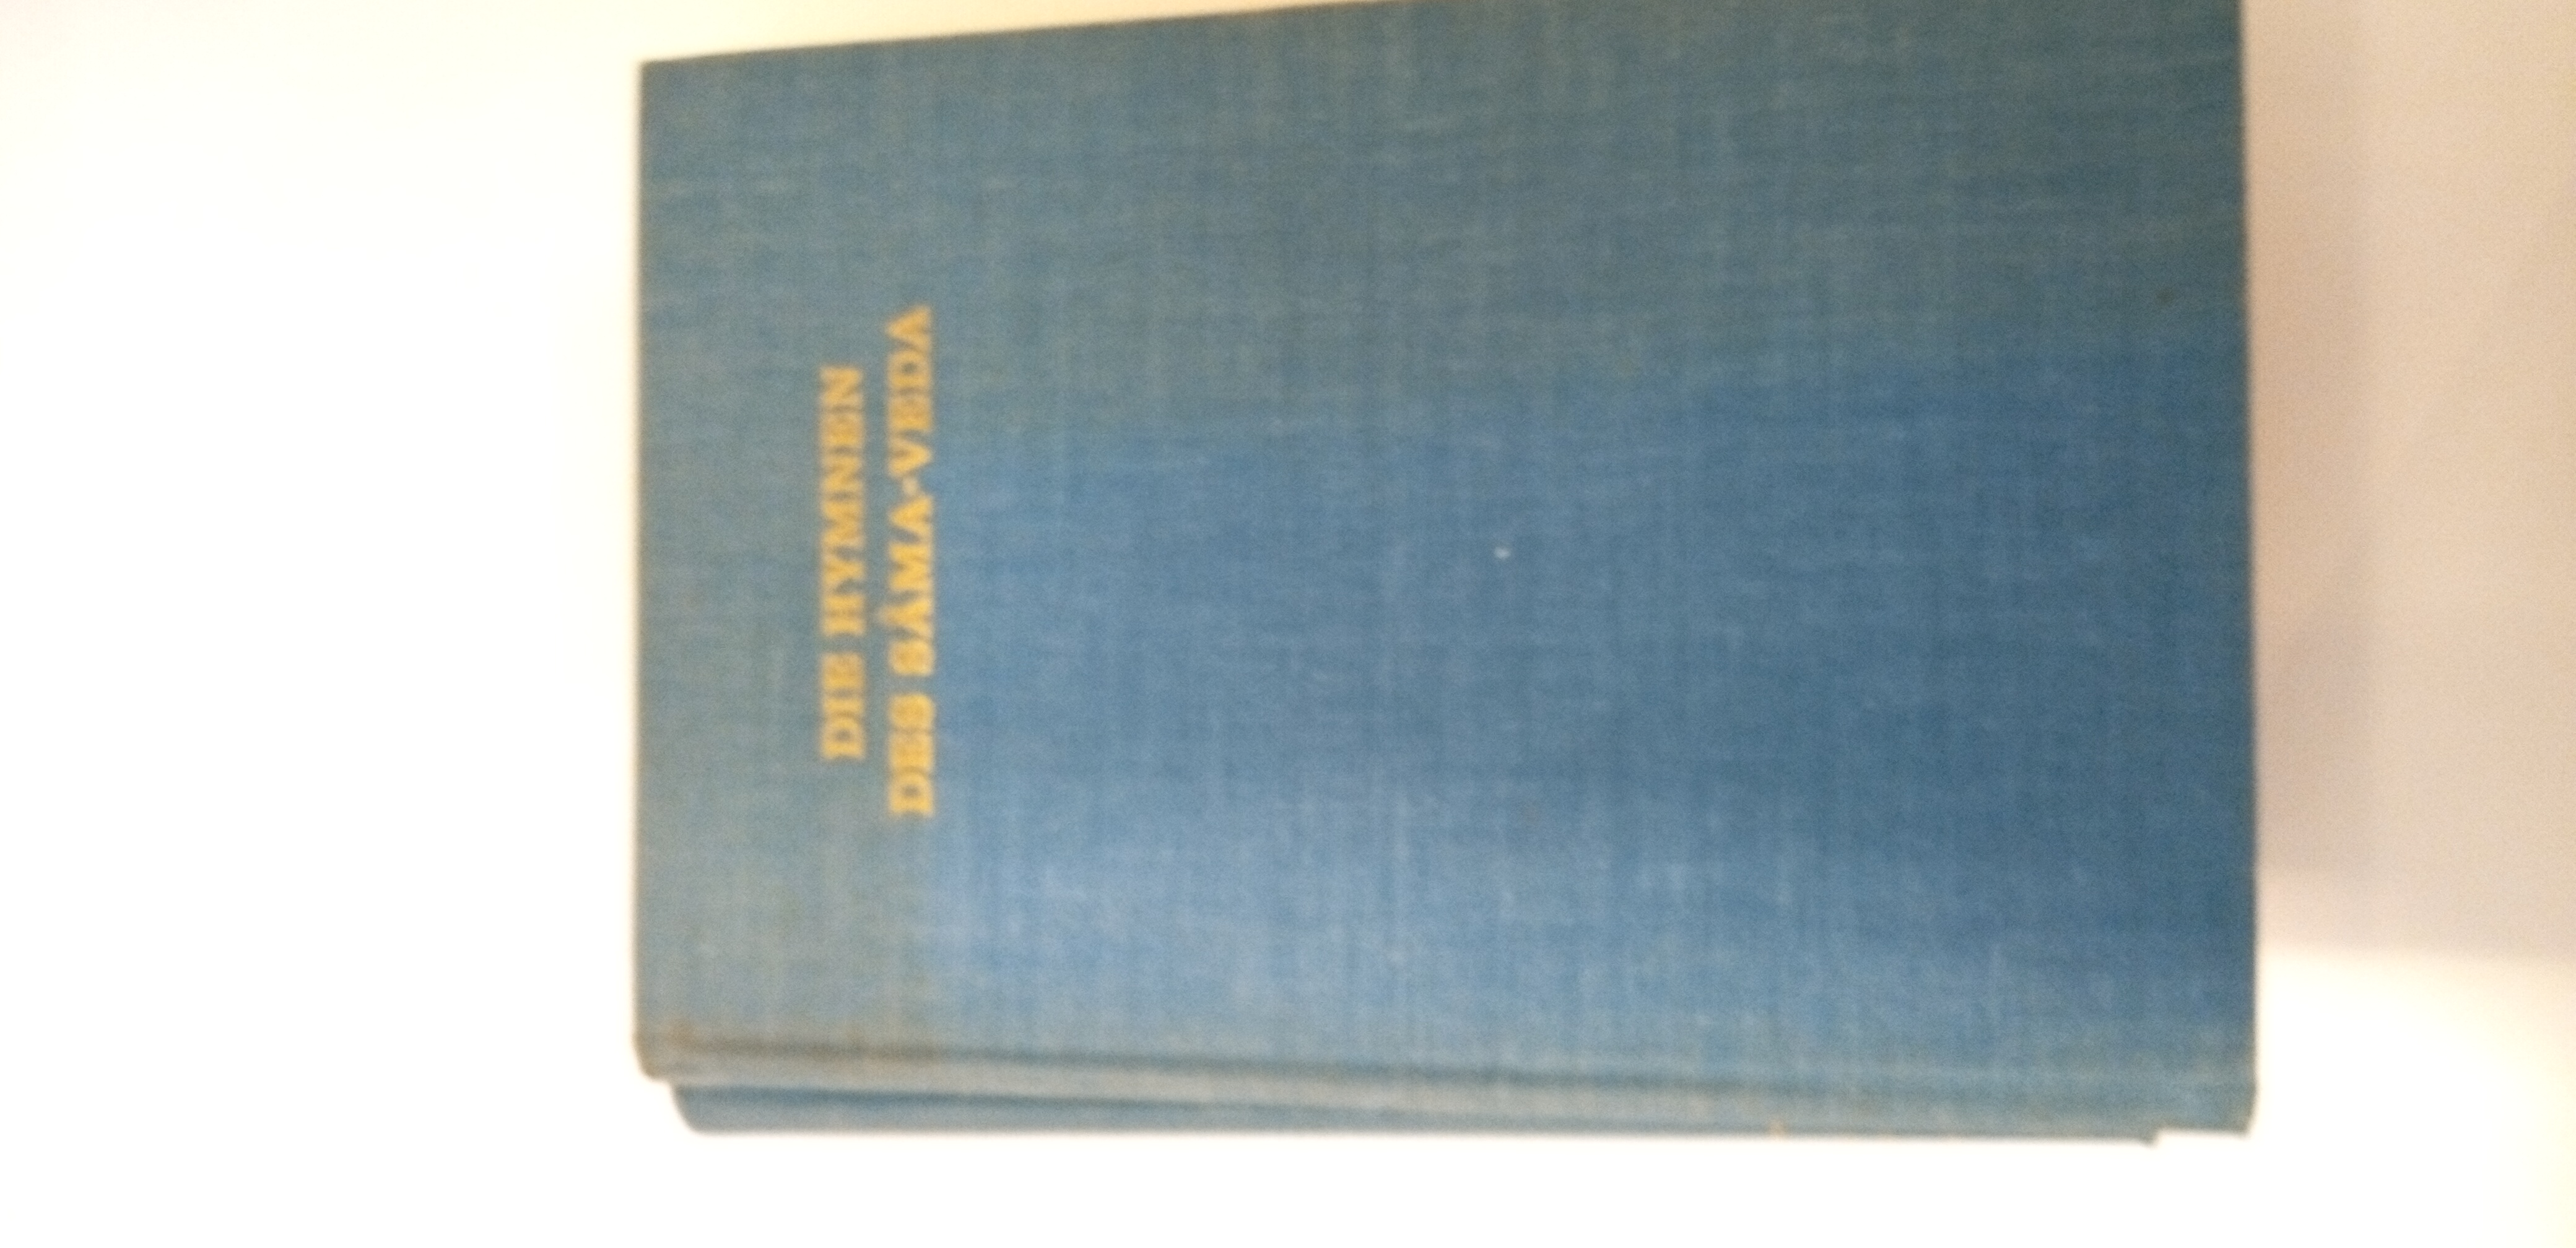 DIE HYMNEN
DES SÂMA-VEDA